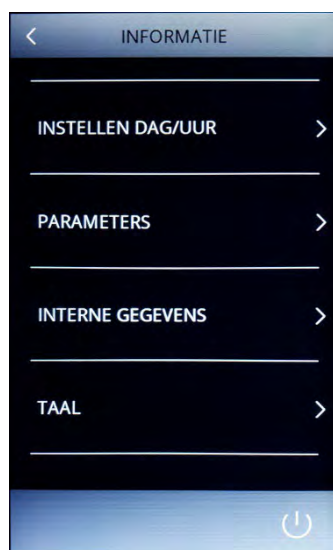 INFORMATIE
INSTELLEN DAG/UUR
PARAMETERS
INTERNE GEGEVENS
TAAL